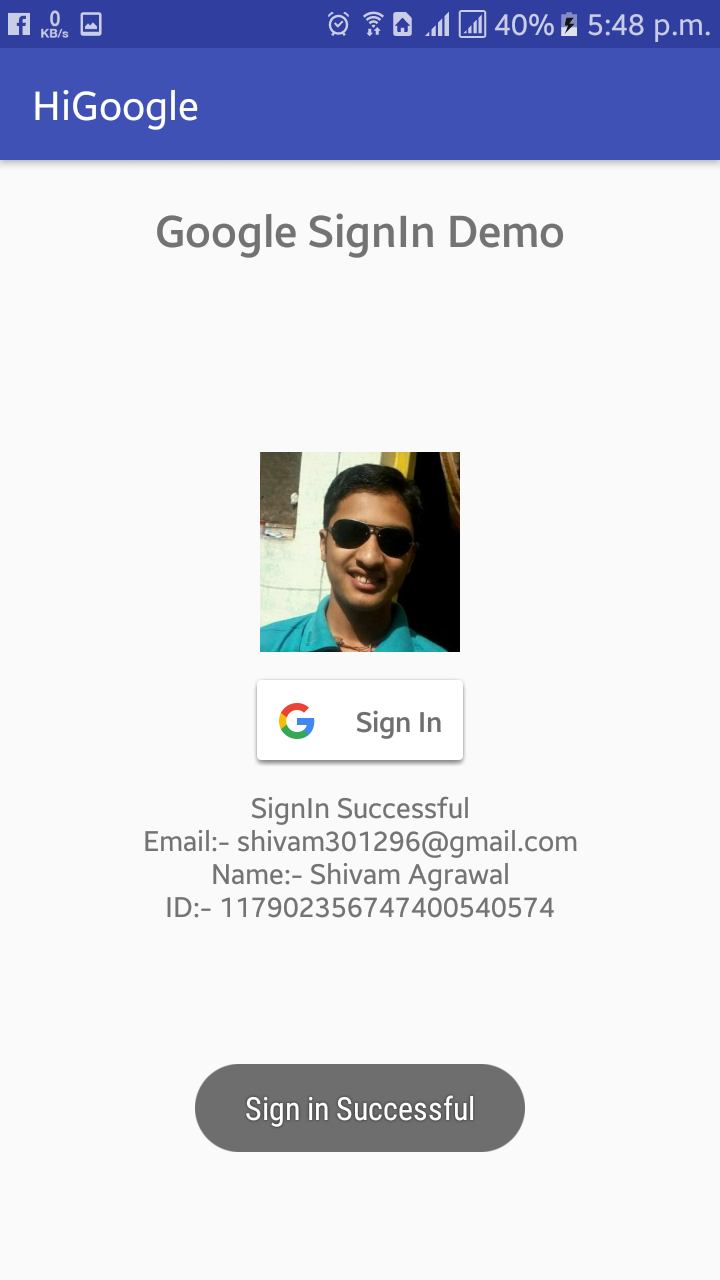 0
KB/s
40% 5:48 p.m.
HiGoogle
Google SignIn Demo
Sign In
SignIn Successful
Email:- shivam301296@gmail.com
Name:- Shivam Agrawal
ID:- 117902356747400540574
Sign in Successful